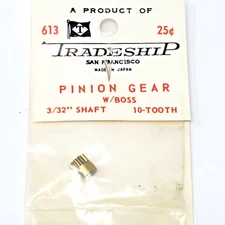 A PRODUCT OF
613 T 25¢
TRADESHIP
SAN FRANCISCO
MADE IN JAPAN
PINION GEAR
W/BOSS
3/32" SHAFT 10-TOOTH